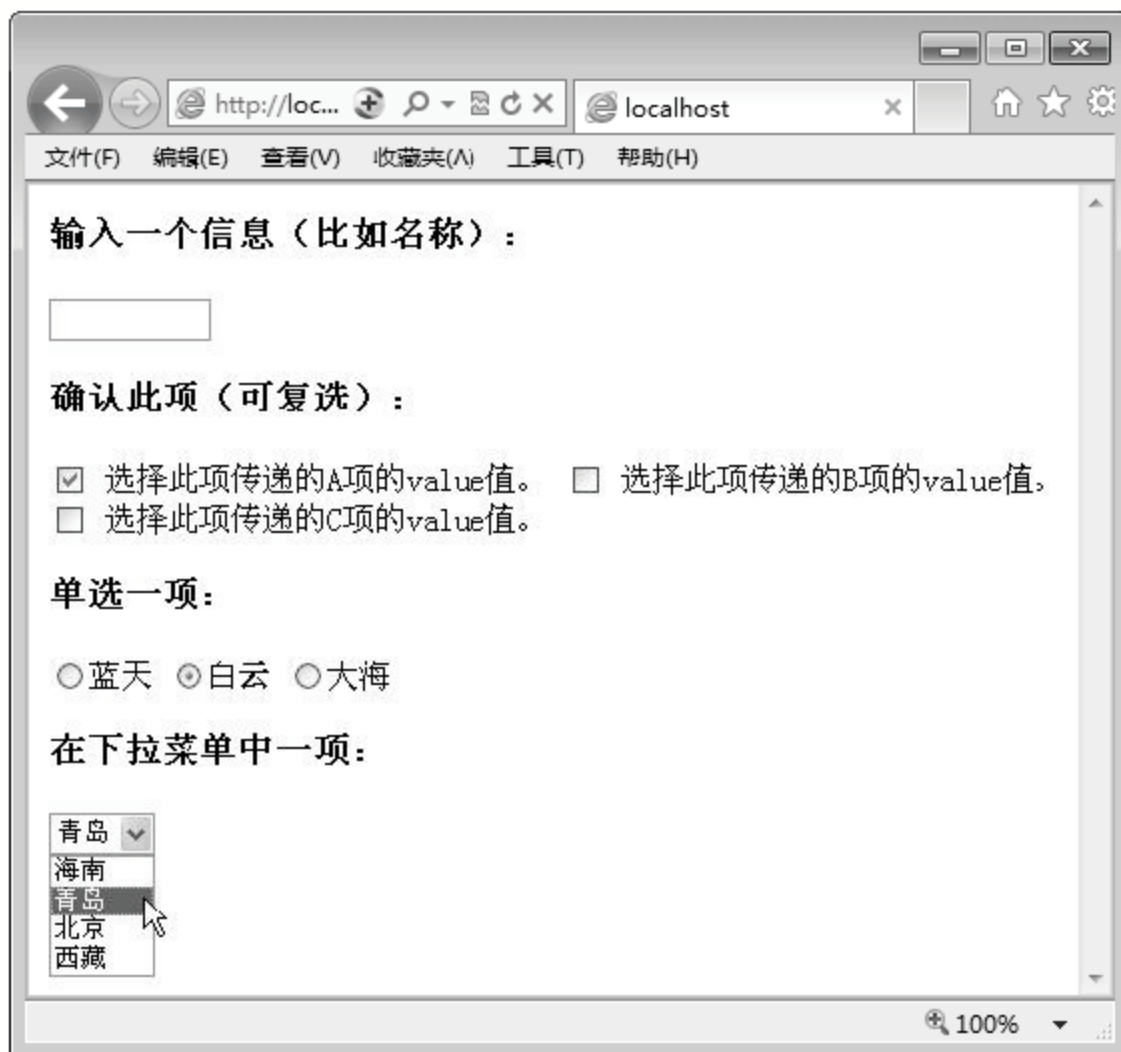 http://loc...
localhost
文件(F) 编辑(E) 查看(V) 收藏夹(A) 工具(T) 帮助(H)
输入一个信息（比如名称）：
确认此项（可复选）：
选择此项传递的A项的value值。 选择此项传递的B项的value值。
选择此项传递的C项的value值。
单选一项：
蓝天 白云 大海
在下拉菜单中一项：
青岛
海南
青岛
北京
西藏
100%